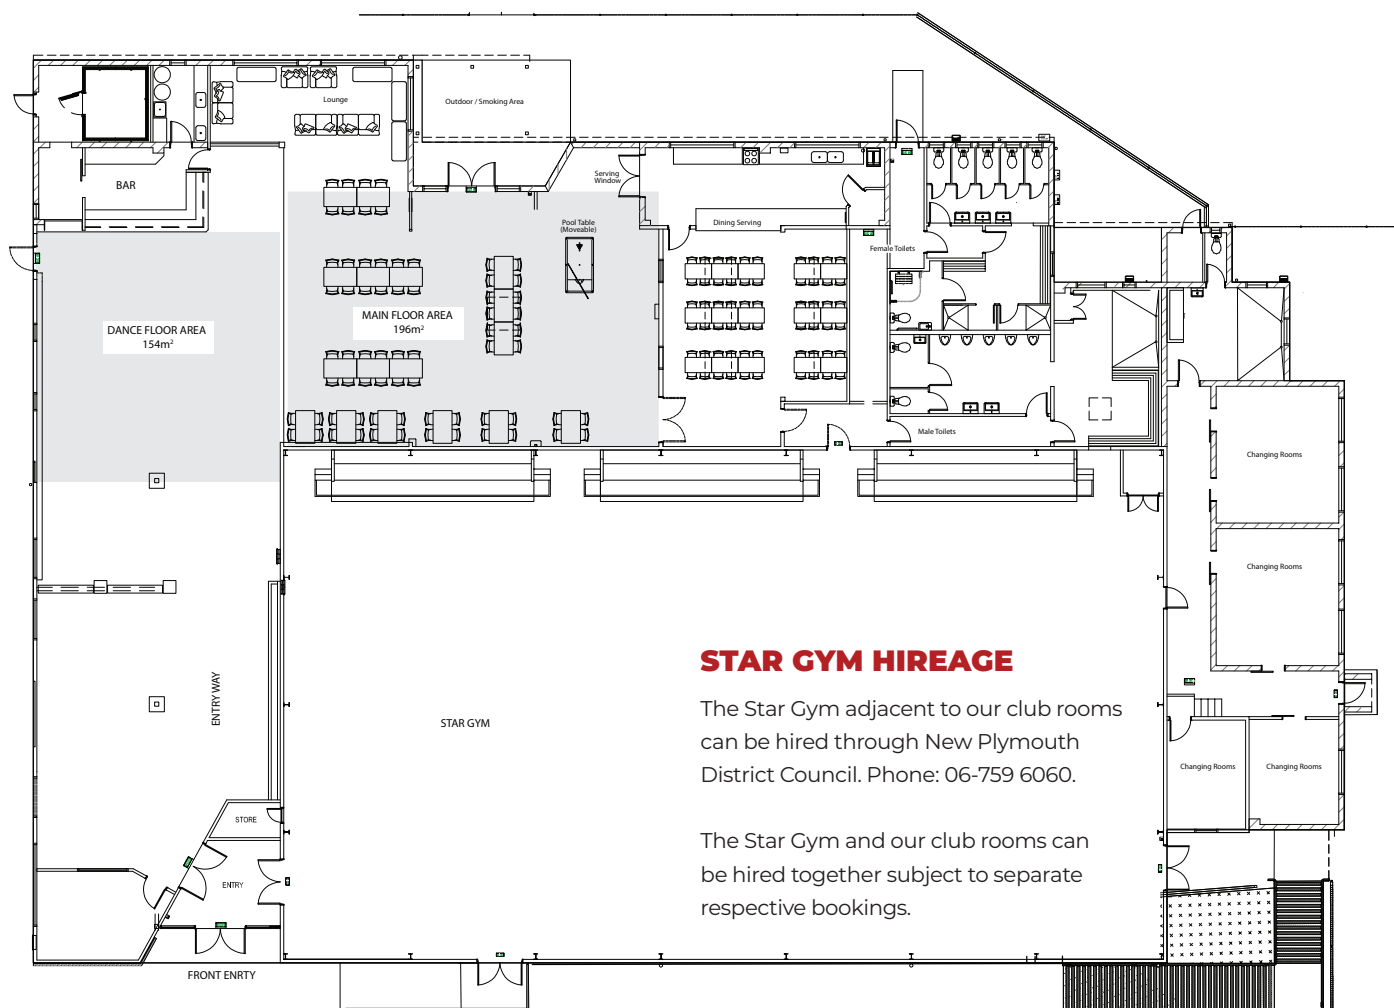 Lounge
Outdoor / Smoking Area
BAR
Serving
Window
Dining Serving
Pool Table
(Moveable)
Female Toilets
DANCE FLOOR AREA
154m²
MAIN FLOOR AREA
196m²
Male Toilets
Changing Rooms
Changing Rooms
ENTRY WAY
STAR GYM
STAR GYM HIREAGE
The Star Gym adjacent to our club rooms
can be hired through New Plymouth
District Council. Phone: 06-759 6060.
The Star Gym and our club rooms can
be hired together subject to separate
respective bookings.
Changing Rooms
Changing Rooms
STORE
ENTRY
FRONT ENRTY